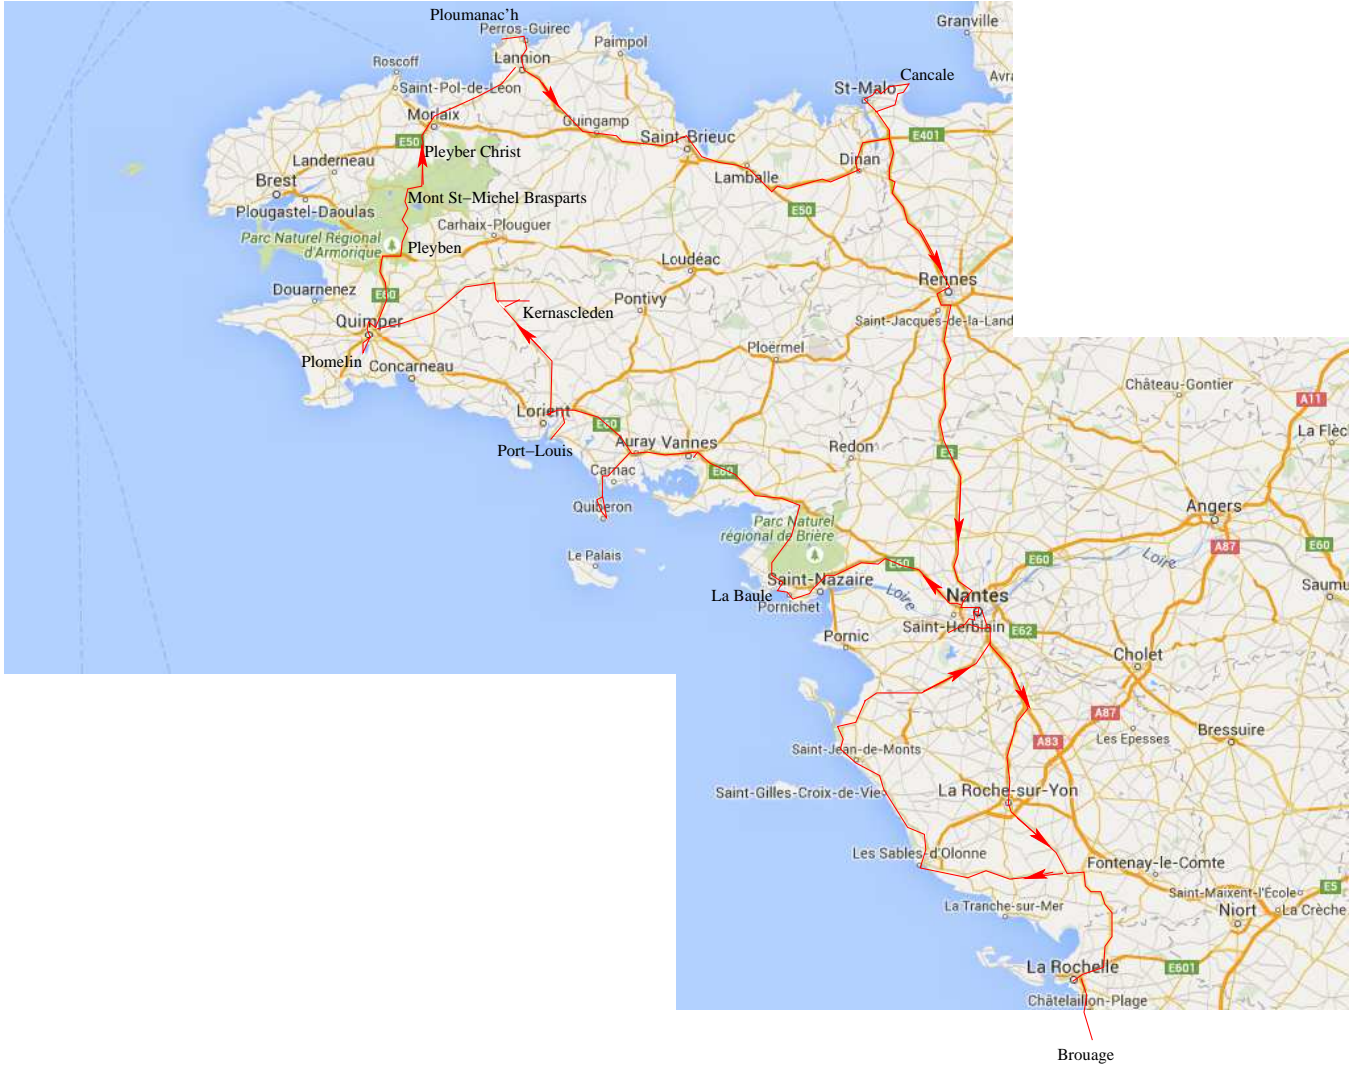 Ploumanac'h
Perros-Guirec
Granville
Paimpol
Lannion
Roscoff
Cancale
Avra
St-Malo
Saint-Pol-de-Léon
Morlaix
Guingamp
E401
Saint-Brieuc
E50
Pleyber Christ
Landerneau
Dinan
Lamballe
Brest
Mont St-Michel Brasparts
Plougastel-Daoulas
E50
Carhaix-Plouguer
Parc Naturel Régional
d'Armorique
Pleyben
Loudéac
Rennes
Douarnenez
E60
Pontivy
Kernascleden
Quimper
Saint-Jacques-de-la-Land
Ploërmel
Plomelin
Concarneau
Château-Gontier
A11
Lorient
E60
La Flèc
Auray
Vannes
Redon
Port-Louis
E3
Carnac
E60
Quiberon
Angers
Parc Naturel
régional de Brière
A87
E60
Le Palais
E60
E60
Loire
Saint-Nazaire
Saumu
La Baule
Pornichet
Loire
Nantes
Saint-Herblain
E62
Pornic
Cholet
A87
Bressuire
Les Epesses
A83
Saint-Jean-de-Monts
Saint-Gilles-Croix-de-Vie
La Roche-sur-Yon
Les Sables-d'Olonne
Fontenay-le-Comte
Saint-Maixent-l'École
E5
La Tranche-sur-Mer
Niort
La Crèche
La Rochelle
E601
Châtelaillon-Plage
Brouage